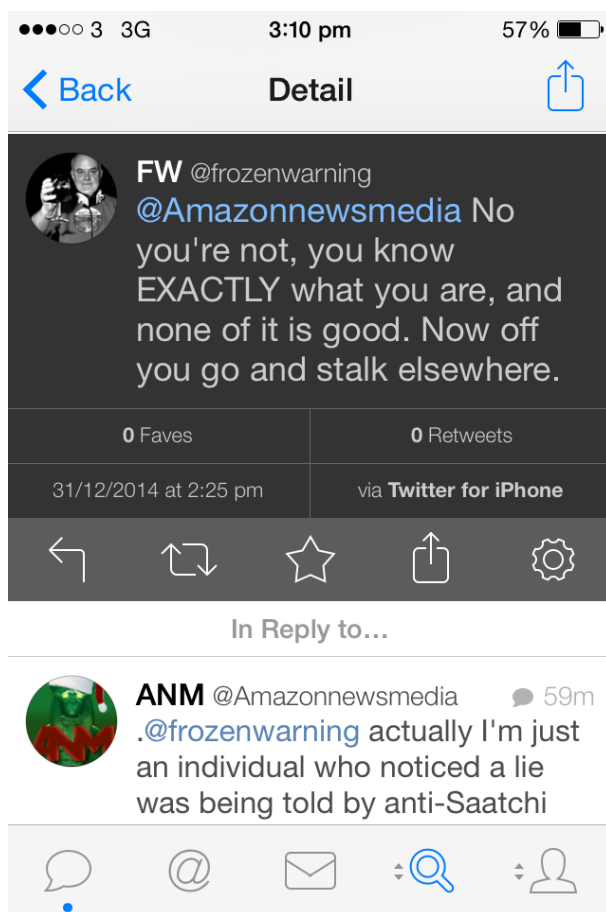 3 3G 3:10 pm 57%
Back Detail
FW @frozenwarning
@Amazonnewsmedia No
you're not, you know
EXACTLY what you are, and
none of it is good. Now off
you go and stalk elsewhere.
0 Faves 0 Retweets
31/12/2014 at 2:25 pm via Twitter for iPhone
In Reply to...
ANM
ANM @Amazonnewsmedia 59m
.@frozenwarning actually I'm just
an individual who noticed a lie
was being told by anti-Saatchi
@